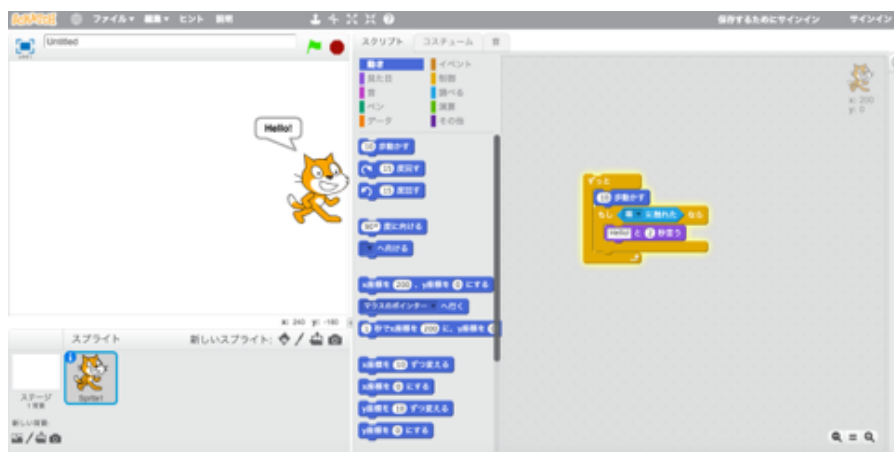 SCRATCH ファイル▼ 編集▼ ヒント 説明 保存するためにサインイン サインイン
Untitled
スクリプト コスチューム 音
動き イベント
見た目 制御
音 調べる
ペン 演算
データ その他
x: 200
y: 0
Hello!
10 歩動かす
15 度回す
15 度回す
90▼ 度に向ける
へ向ける
x座標を 200 、y座標を 0 にする
マウスのポインター へ行く
1 秒でx座標を 200 に、y座標を
x座標を 10 ずつ変える
x座標を 0 にする
y座標を 10 ずつ変える
y座標を 0 にする
ずっと
10 歩動かす
もし 端 に触れた なら
Hello! と 2 秒言う
x: 240 y: -180
スプライト 新しいスプライト:
ステージ
1背景
Sprite1
新しい背景: